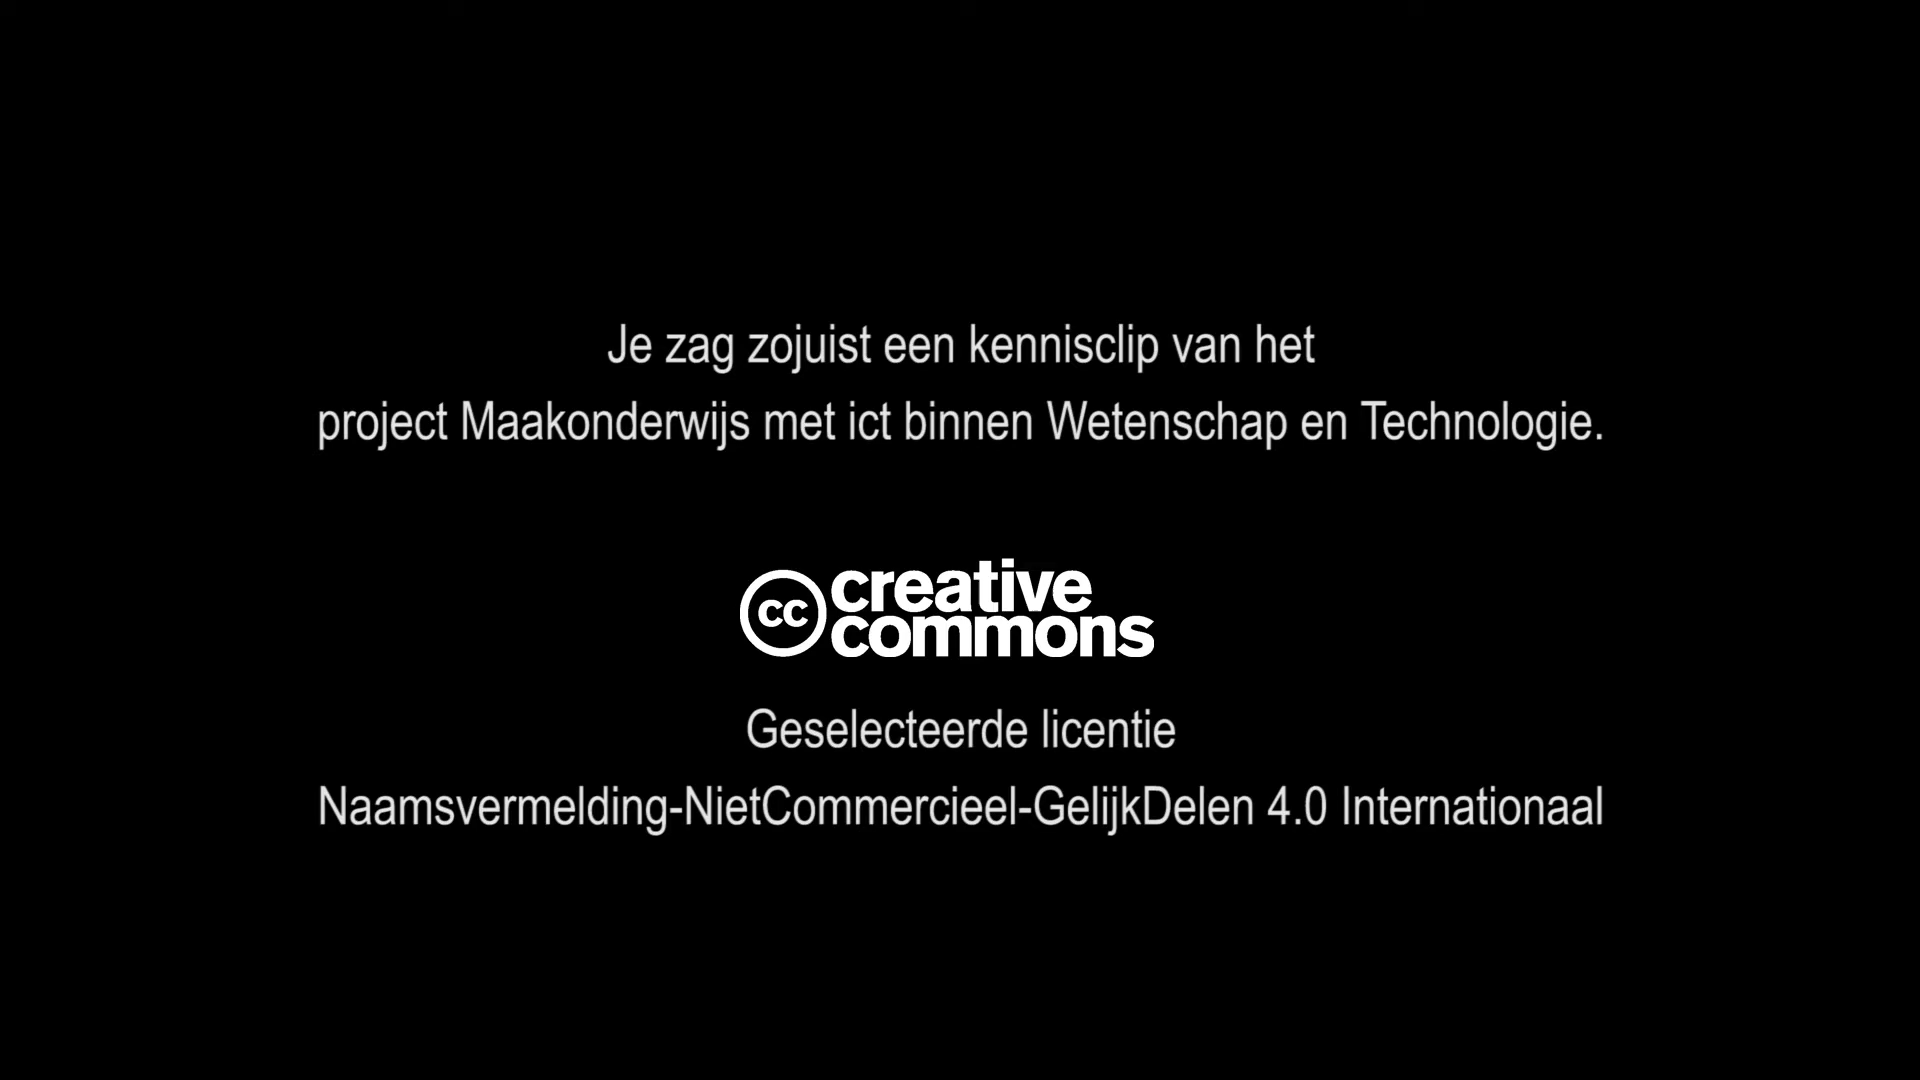 Je zag zojuist een kennisclip van het
project Maakonderwijs met ict binnen Wetenschap en Technologie.
cc creative
commons
Geselecteerde licentie
Naamsvermelding-NietCommercieel-GelijkDelen 4.0 Internationaal